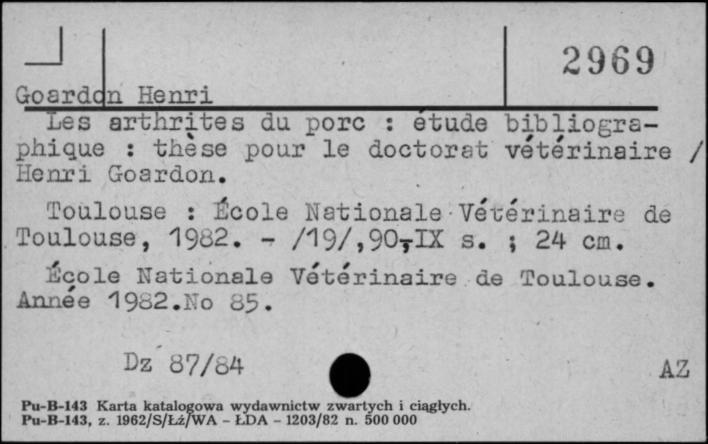 2969
Goardon Henri
Les arthrites du porc : étude bibliogra-
phique : thèse pour le doctorat vétérinaire /
Henri Goardon.
Toulouse : École Nationale Vétérinaire de
Toulouse, 1982. - /19/,90,IX s. ; 24 cm.
École Nationale Vétérinaire de Toulouse.
Année 1982.No 85.
Dz 87/84
AZ
Pu-B-143 Karta katalogowa wydawnictw zwartych i ciągłych.
Pu-B-143, z. 1962/S/Łź/WA – ŁDA – 1203/82 n. 500 000